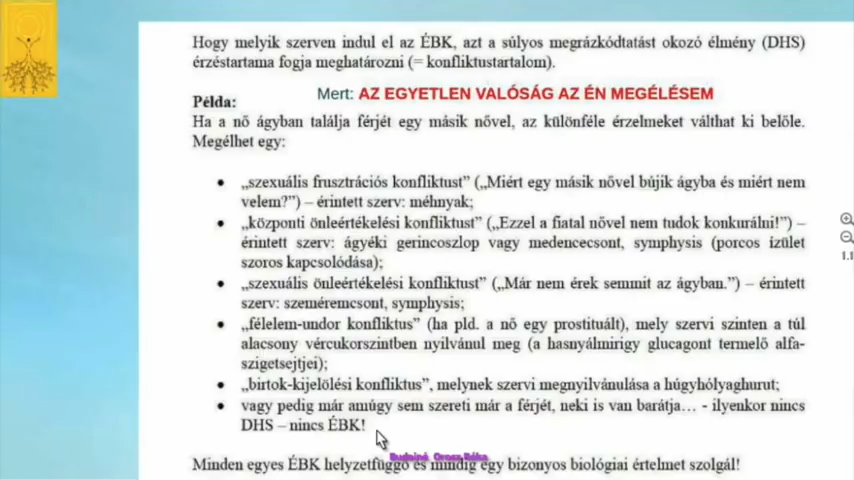 Hogy melyik szerven indul el az ÉBK, azt a súlyos megrázkódtatást okozó élmény (DHS)
érzéstartama fogja meghatározni (= konfliktustartalom).
Mert: AZ EGYETLEN VALÓSÁG AZ ÉN MEGÉLÉSEM
Példa:
Ha a nő ágyban találja férjét egy másik nővel, az különféle érzelmeket válthat ki belőle.
Megélhet egy:
• „szexuális frusztrációs konfliktust” („Miért egy másik nővel bújik ágyba és miért nem
velem?”) – érintett szerv: méhnyak;
• „központi önleértékelési konfliktust” („Ezzel a fiatal nővel nem tudok konkurálni!”) –
érintett szerv: ágyéki gerincoszlop vagy medencecsont, symphysis (porcos ízület
szoros kapcsolódása);
• „szexuális önleértékelési konfliktust” („Már nem érek semmit az ágyban.”) – érintett
szerv: szeméremcsont, symphysis;
• „félelem-undor konfliktus” (ha pld. a nő egy prostituált), mely szervi szinten a túl
alacsony vércukorszintben nyilvánul meg (a hasnyálmirigy glucagont termelő alfa-
szigetsejtjei);
• „birtok-kijelölési konfliktus”, melynek szervi megnyilvánulása a húgyhólyaghurut;
• vagy pedig már amúgy sem szereti már a férjét, neki is van barátja… - ilyenkor nincs
DHS – nincs ÉBK!
Minden egyes ÉBK helyzetfüggő és mindig egy bizonyos biológiai értelmet szolgál!
1.1